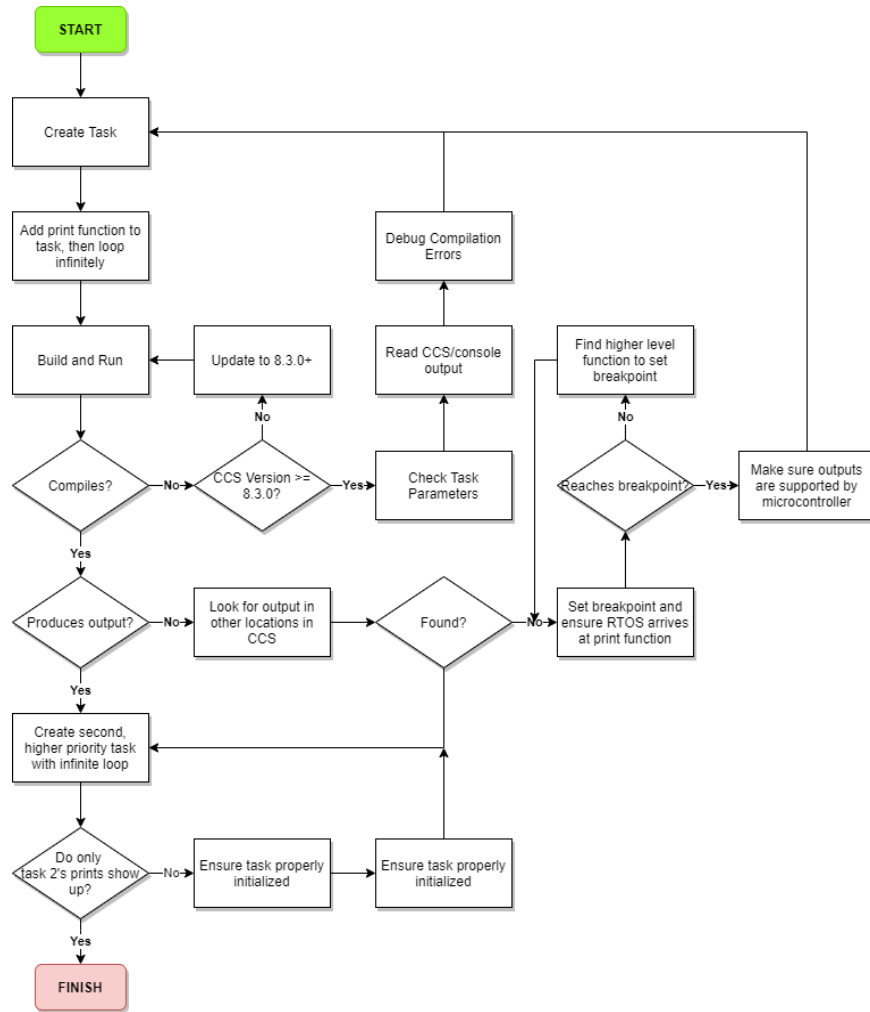 START
Create Task
Add print function to
task, then loop
infinitely
Debug Compilation
Errors
Build and Run
Update to 8.3.0+
Read CCS/console
output
Find higher level
function to set
breakpoint
No
No
Compiles?
No
CCS Version >=
8.3.0?
Yes
Check Task
Parameters
Reaches breakpoint?
Yes
Make sure outputs
are supported by
microcontroller
Yes
Produces output?
No
Look for output in
other locations in
CCS
Found?
No
Set breakpoint and
ensure RTOS arrives
at print function
Yes
Create second,
higher priority task
with infinite loop
Do only
task 2's prints show
up?
No
Ensure task properly
initialized
Ensure task properly
initialized
Yes
FINISH